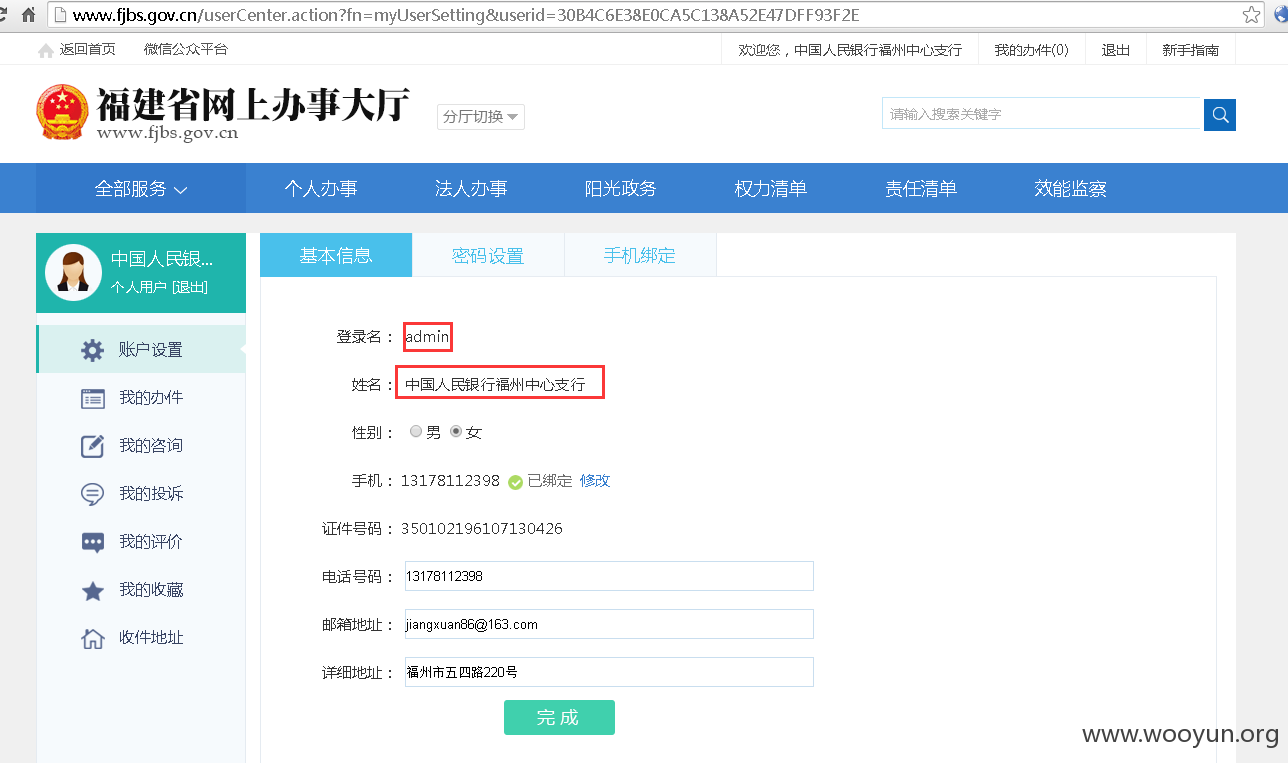 www.fjbs.gov.cn/userCenter.action?fn=myUserSetting&userid=30B4C6E38E0CA5C138A52E47DFF93F2E
返回首页 微信公众平台 欢迎您，中国人民银行福州中心支行 我的办件(0) 退出 新手指南
福建省网上办事大厅
www.fjbs.gov.cn
分厅切换
请输入搜索关键字
全部服务 个人办事 法人办事 阳光政务 权力清单 责任清单 效能监察
中国人民银...
个人用户 [退出]
账户设置
我的办件
我的咨询
我的投诉
我的评价
我的收藏
收件地址
基本信息 密码设置 手机绑定
登录名： admin
姓名： 中国人民银行福州中心支行
性别： 男 女
手机： 13178112398 已绑定 修改
证件号码： 350102196107130426
电话号码： 13178112398
邮箱地址： jiangxuan86@163.com
详细地址： 福州市五四路220号
完 成
www.wooyun.org